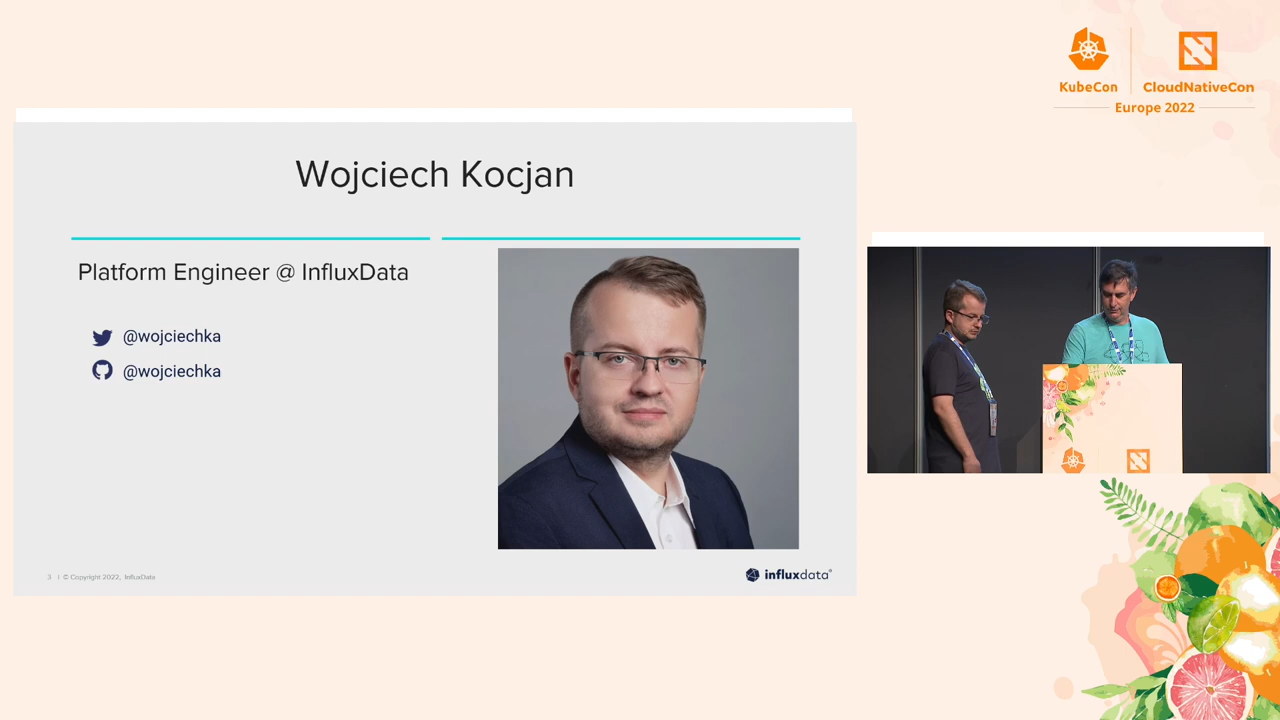 KubeCon
CloudNativeCon
Europe 2022
Wojciech Kocjan
Platform Engineer @ InfluxData
@wojciechka
@wojciechka
3 | © Copyright 2022, InfluxData
influxdata®